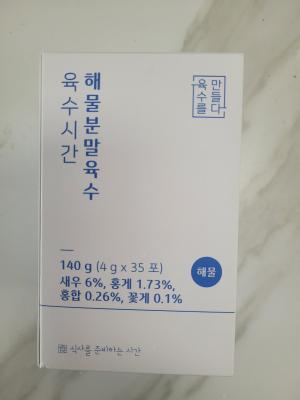 해물분말육수
육수시간
만들다
육수를
140 g (4 g x 35 포)
새우 6%, 홍게 1.73%,
홍합 0.26%, 꽃게 0.1%
해물
식사를 준비하는 시간